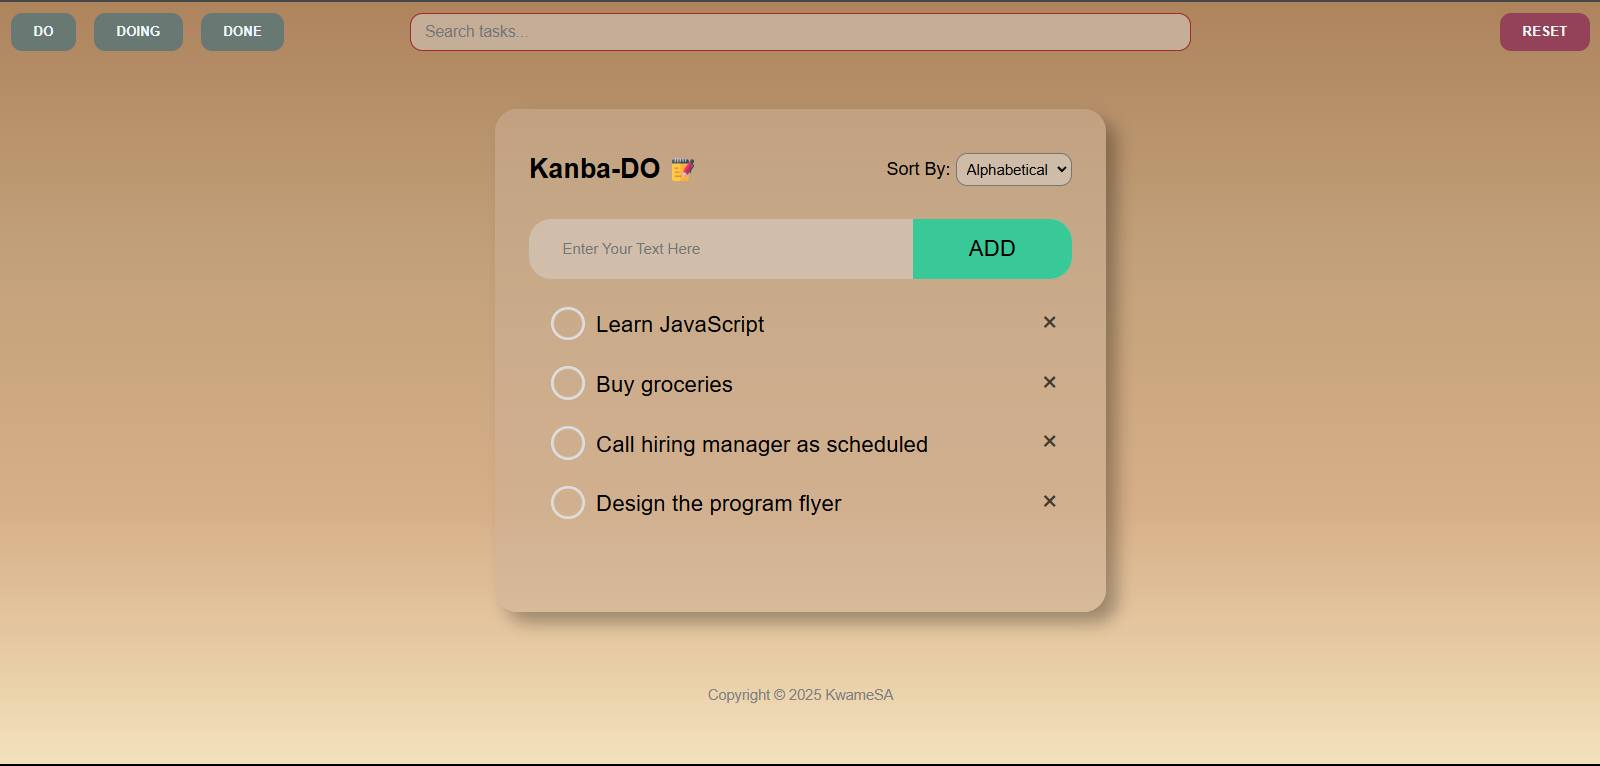 DO DOING DONE Search tasks... RESET
Kanba-DO Sort By: Alphabetical
Enter Your Text Here ADD
Learn JavaScript ×
Buy groceries ×
Call hiring manager as scheduled ×
Design the program flyer ×
Copyright © 2025 KwameSA